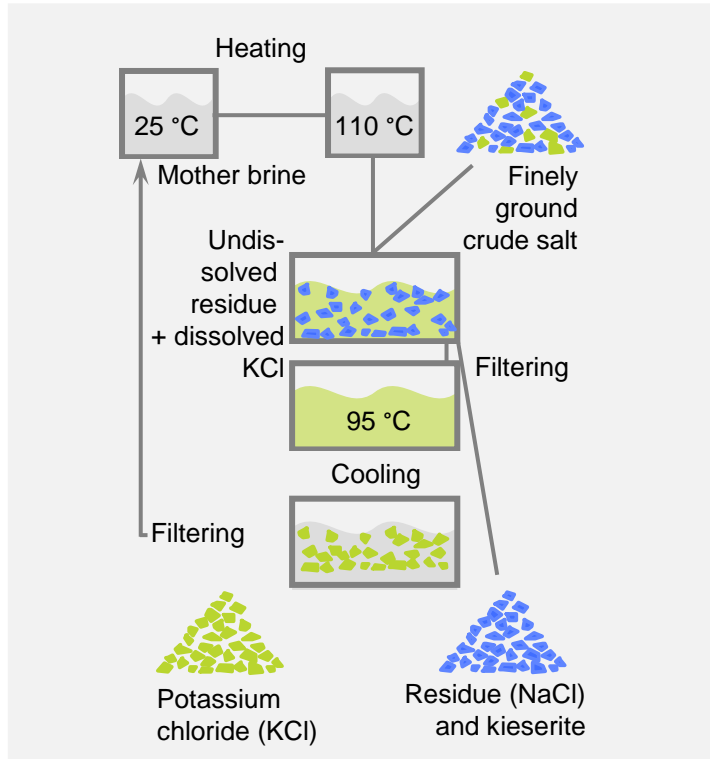 Heating
25 °C
110 °C
Mother brine
Finely
ground
crude salt
Undis-
solved
residue
+ dissolved
KCl
Filtering
95 °C
Cooling
Filtering
Potassium
chloride (KCl)
Residue (NaCl)
and kieserite